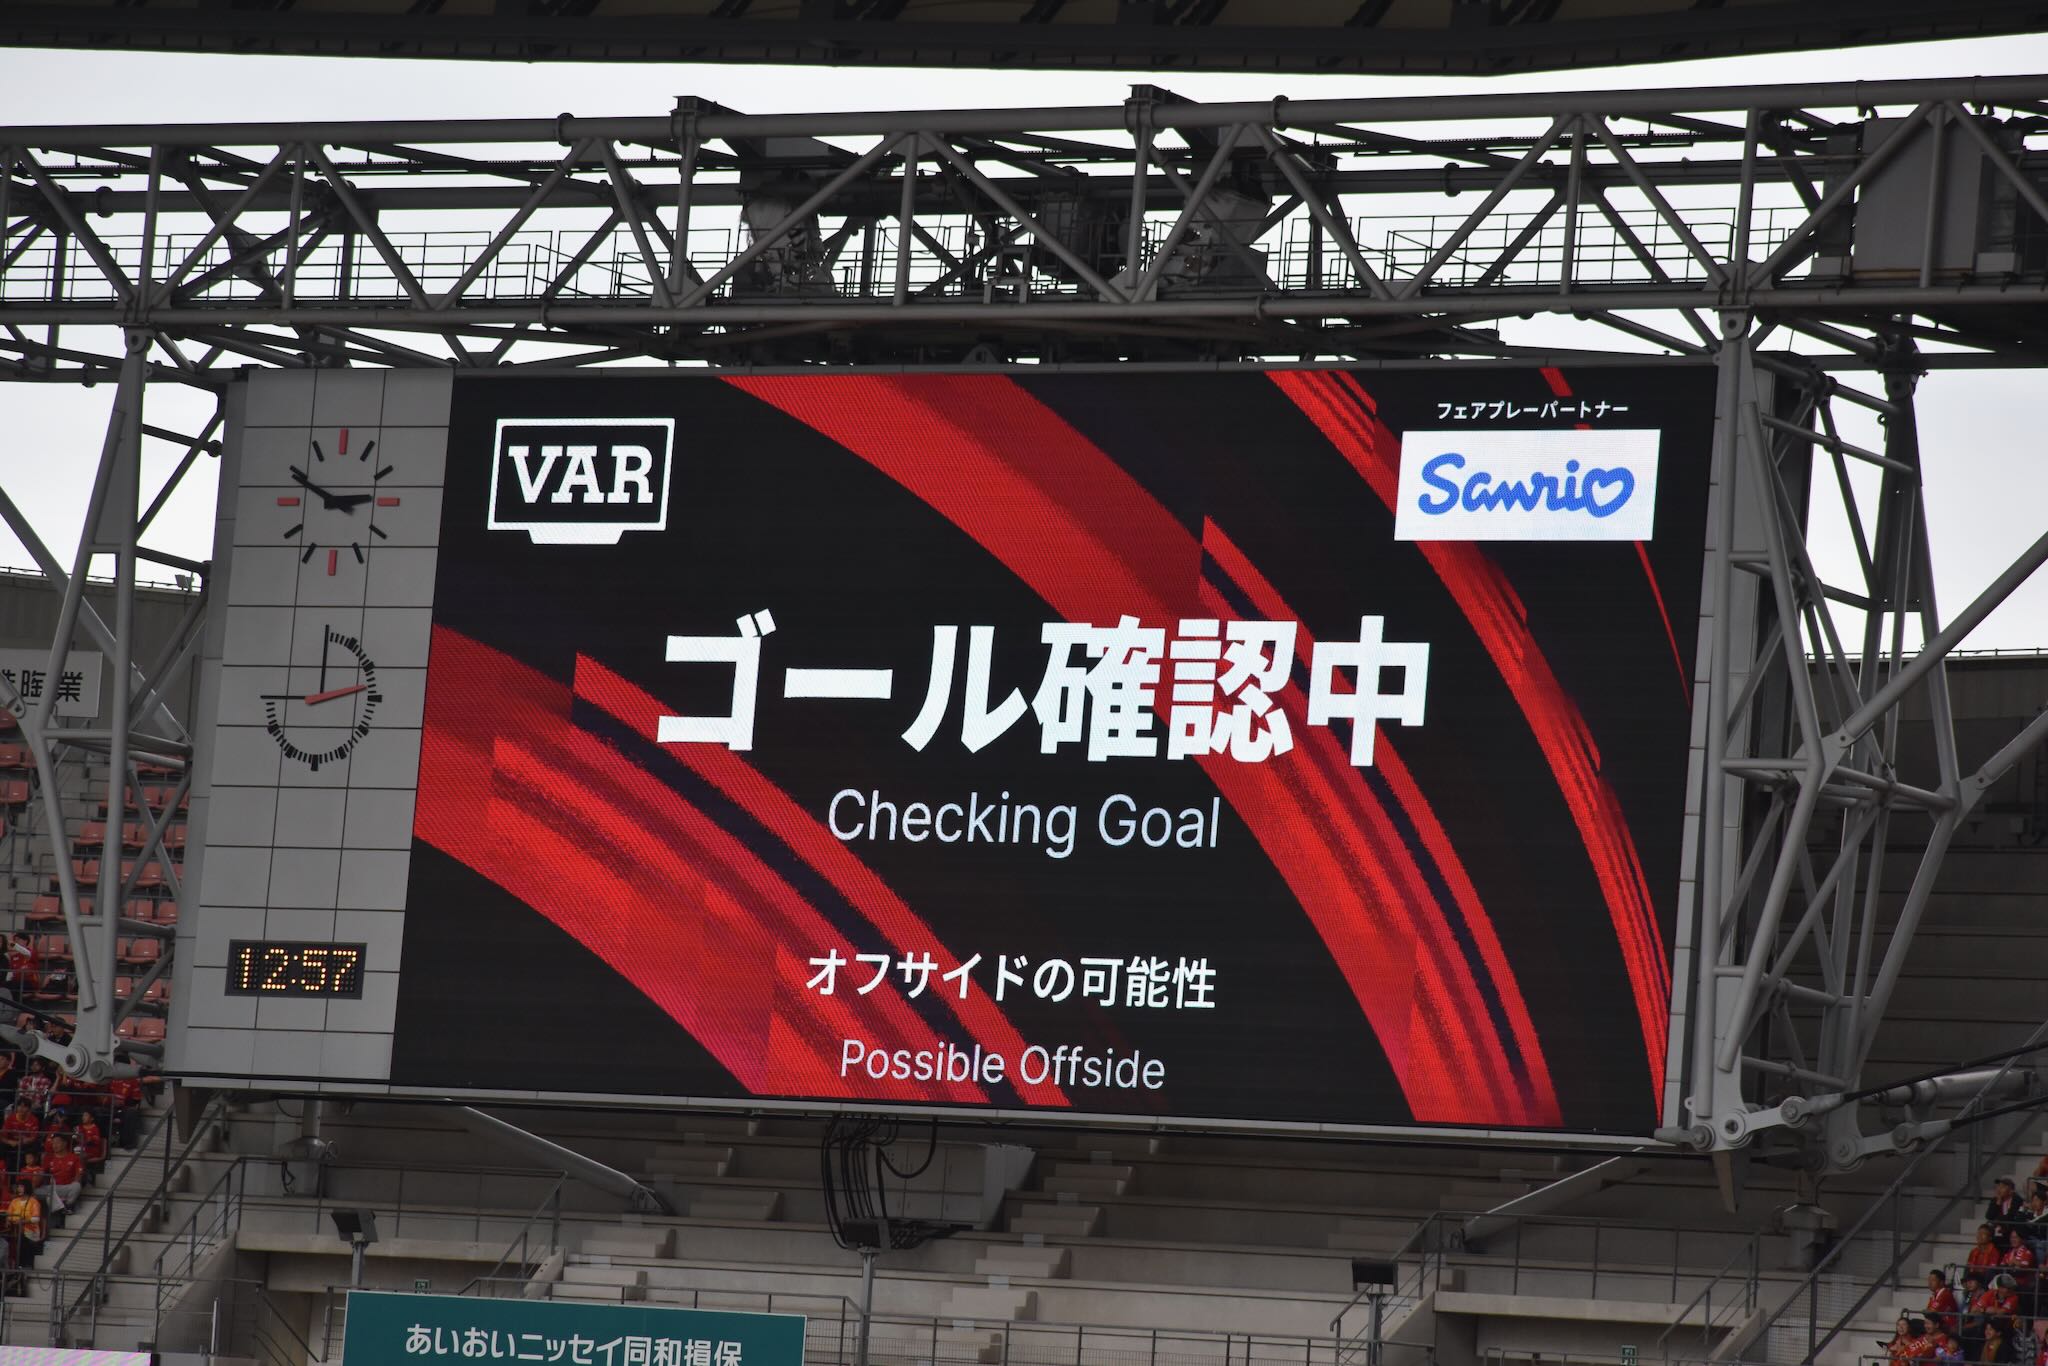 VAR
フェアプレーパートナー
Sanrio
ゴール確認中
Checking Goal
オフサイドの可能性
Possible Offside
12:57
あいおいニッセイ同和損保